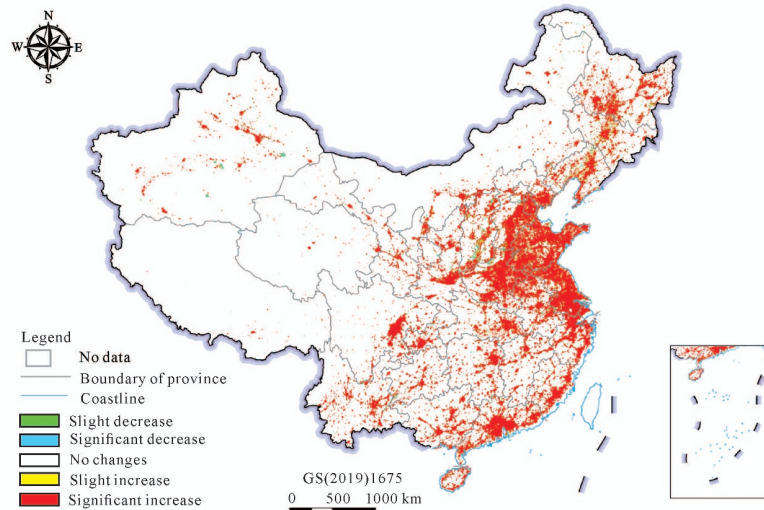 N
W E
S
Legend
No data
Boundary of province
Coastline
Slight decrease
Significant decrease
No changes
Slight increase
Significant increase
GS(2019)1675
0 500 1000 km